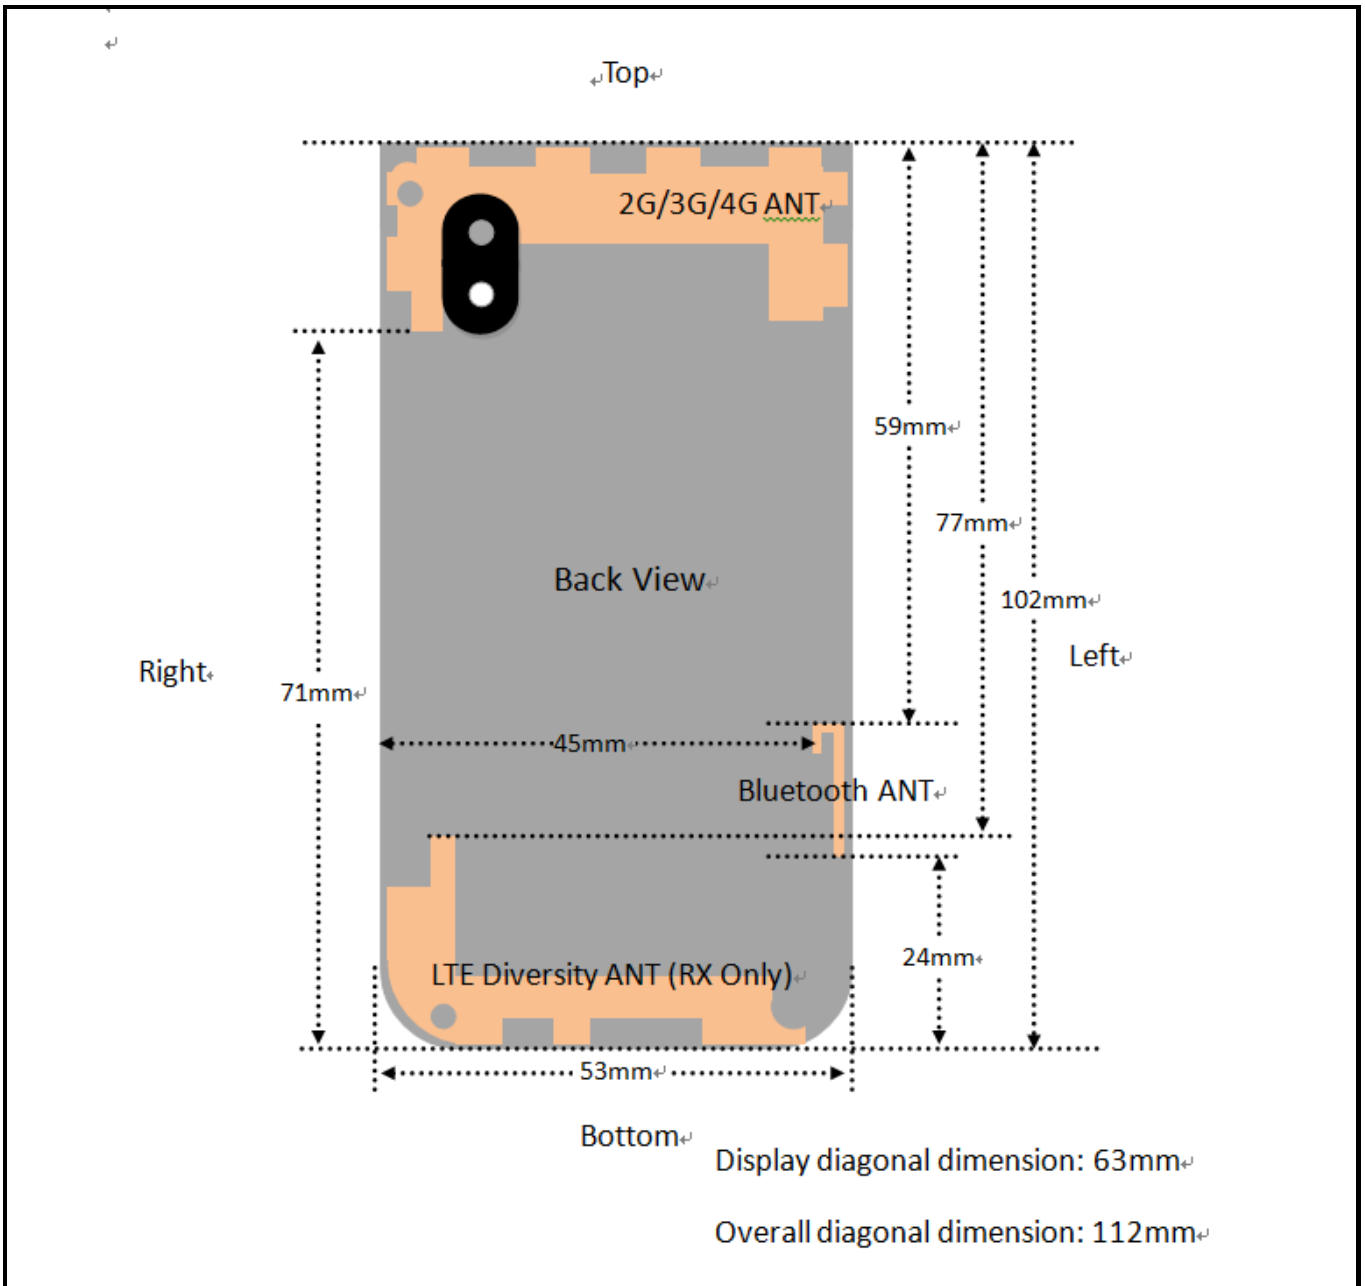 Top
2G/3G/4G ANT
59mm
77mm
Back View
102mm
Left
Right
71mm
45mm
Bluetooth ANT
24mm
LTE Diversity ANT (RX Only)
53mm
Bottom
Display diagonal dimension: 63mm
Overall diagonal dimension: 112mm